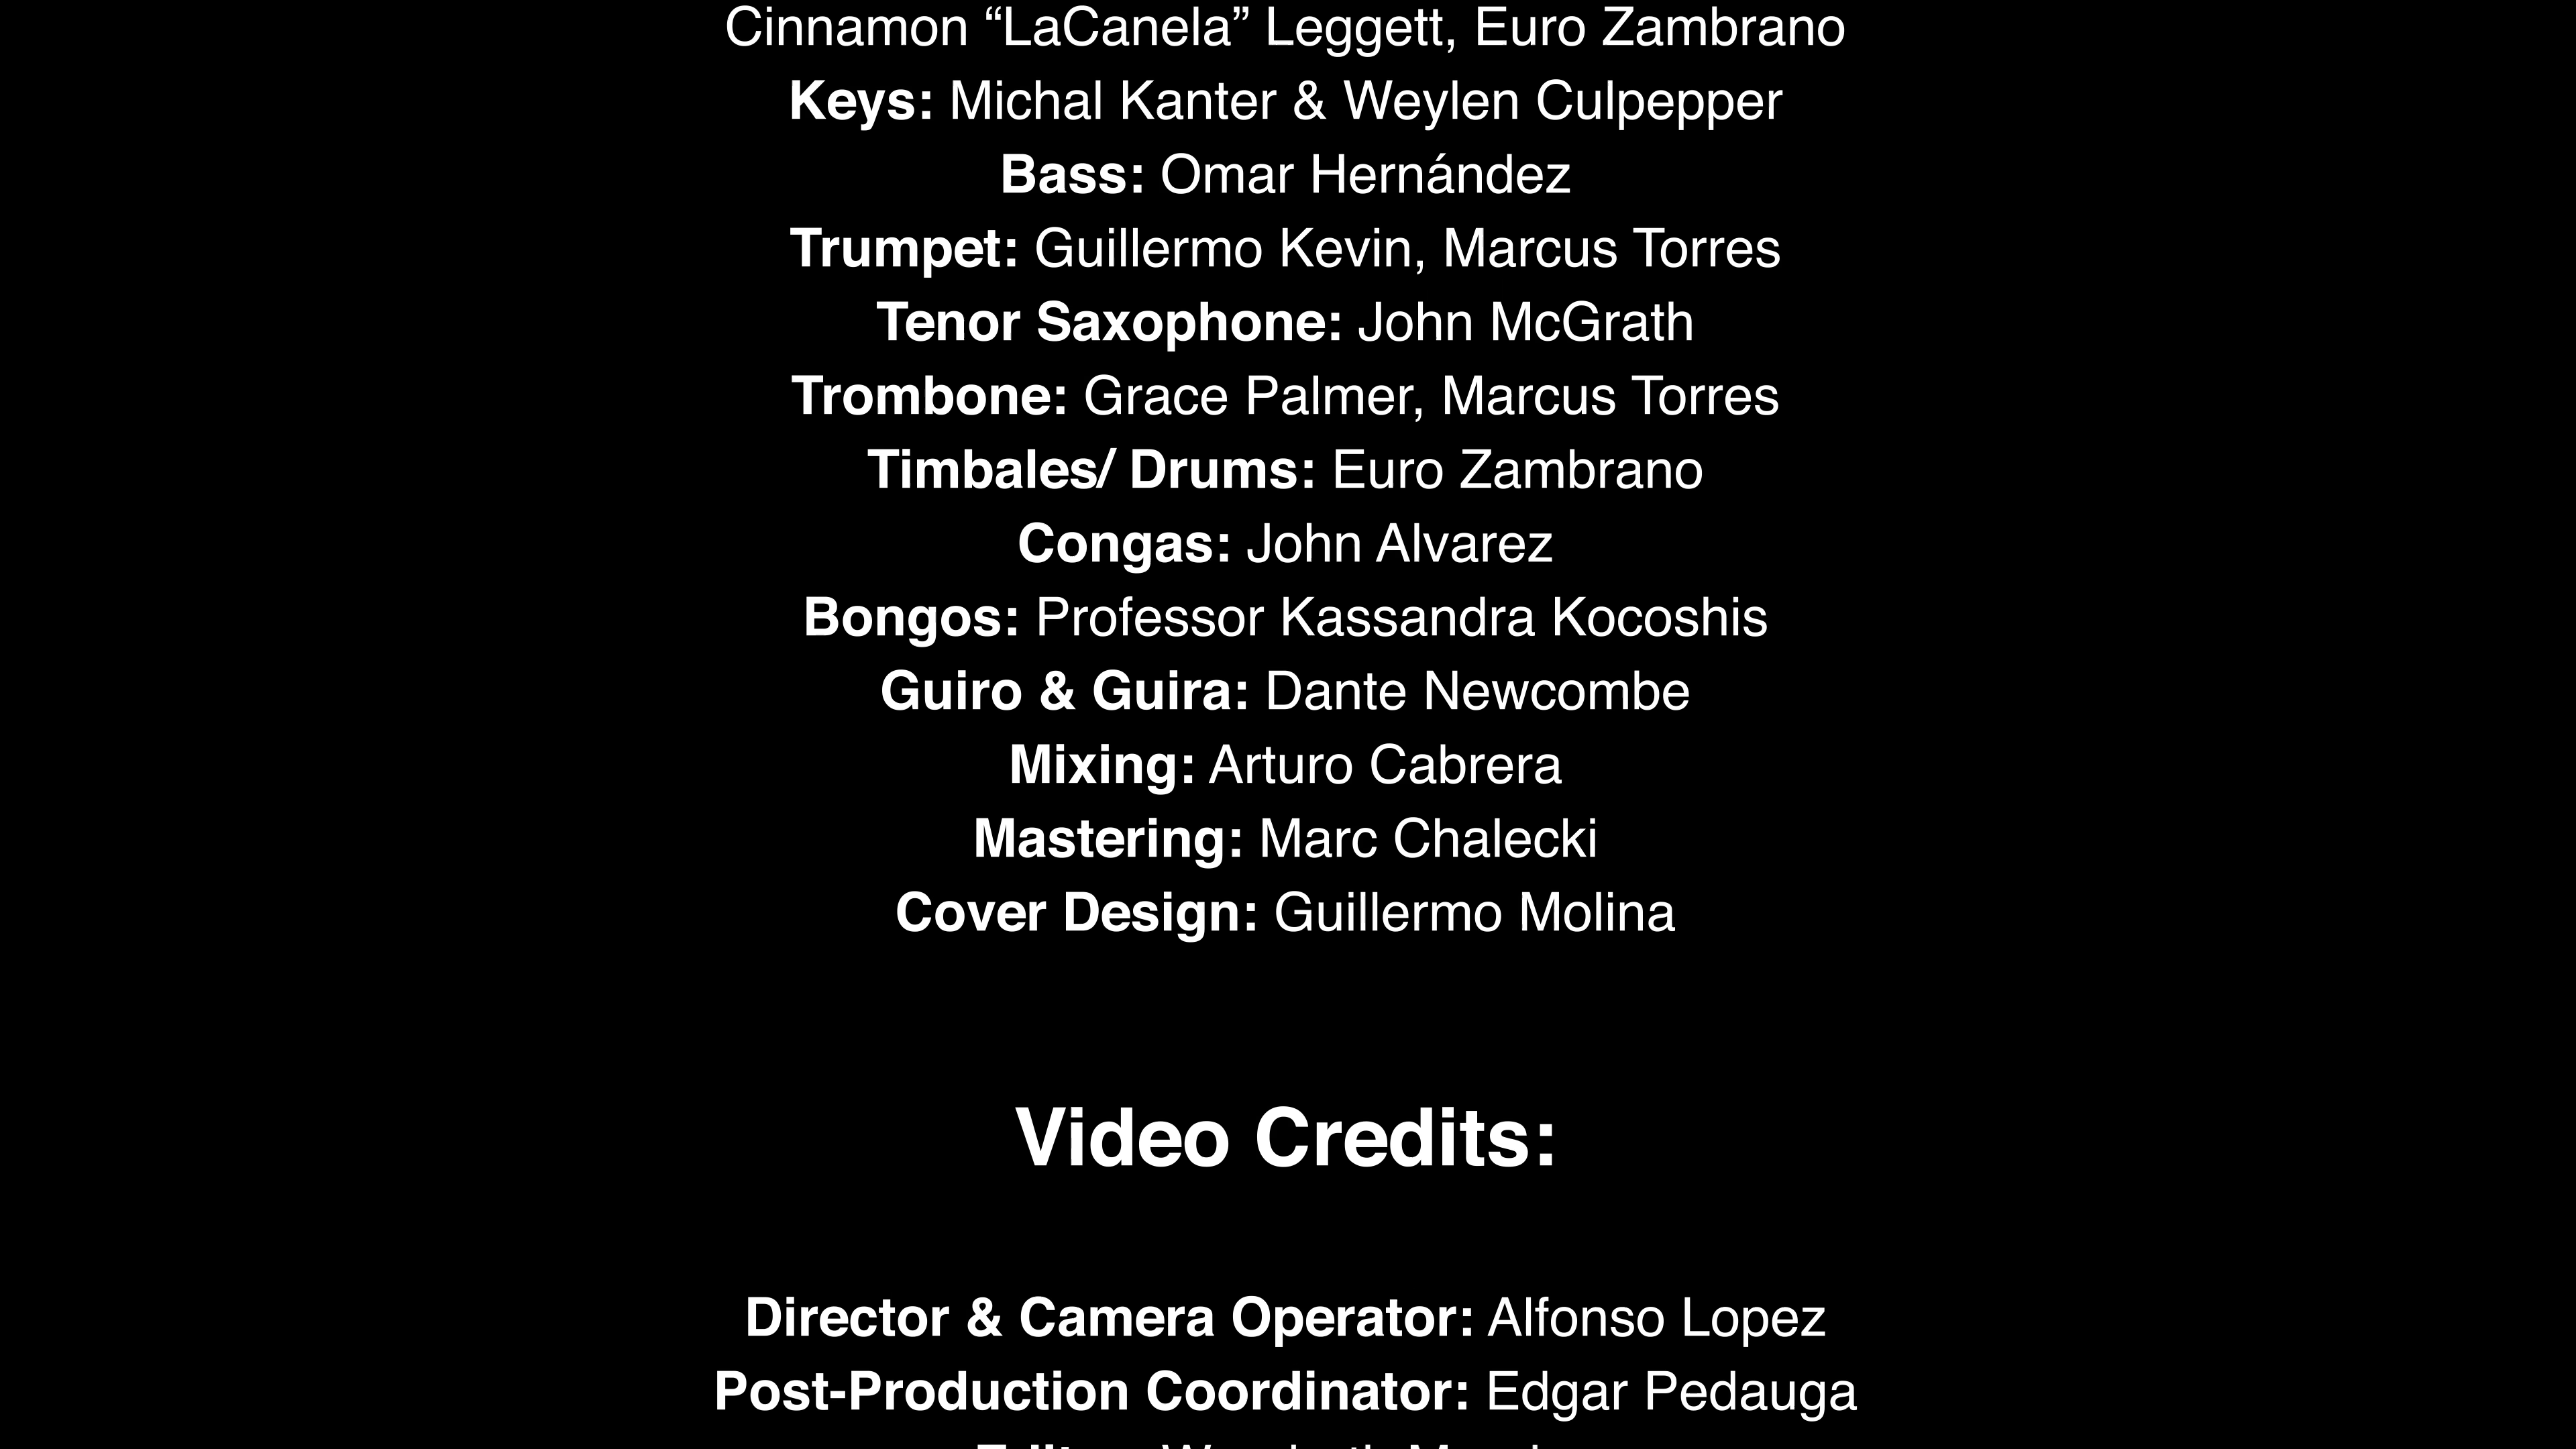 Cinnamon “LaCanela” Leggett, Euro Zambrano
Keys: Michal Kanter & Weylen Culpepper
Bass: Omar Hernández
Trumpet: Guillermo Kevin, Marcus Torres
Tenor Saxophone: John McGrath
Trombone: Grace Palmer, Marcus Torres
Timbales/ Drums: Euro Zambrano
Congas: John Alvarez
Bongos: Professor Kassandra Kocoshis
Guiro & Guira: Dante Newcombe
Mixing: Arturo Cabrera
Mastering: Marc Chalecki
Cover Design: Guillermo Molina
Video Credits:
Director & Camera Operator: Alfonso Lopez
Post-Production Coordinator: Edgar Pedauga